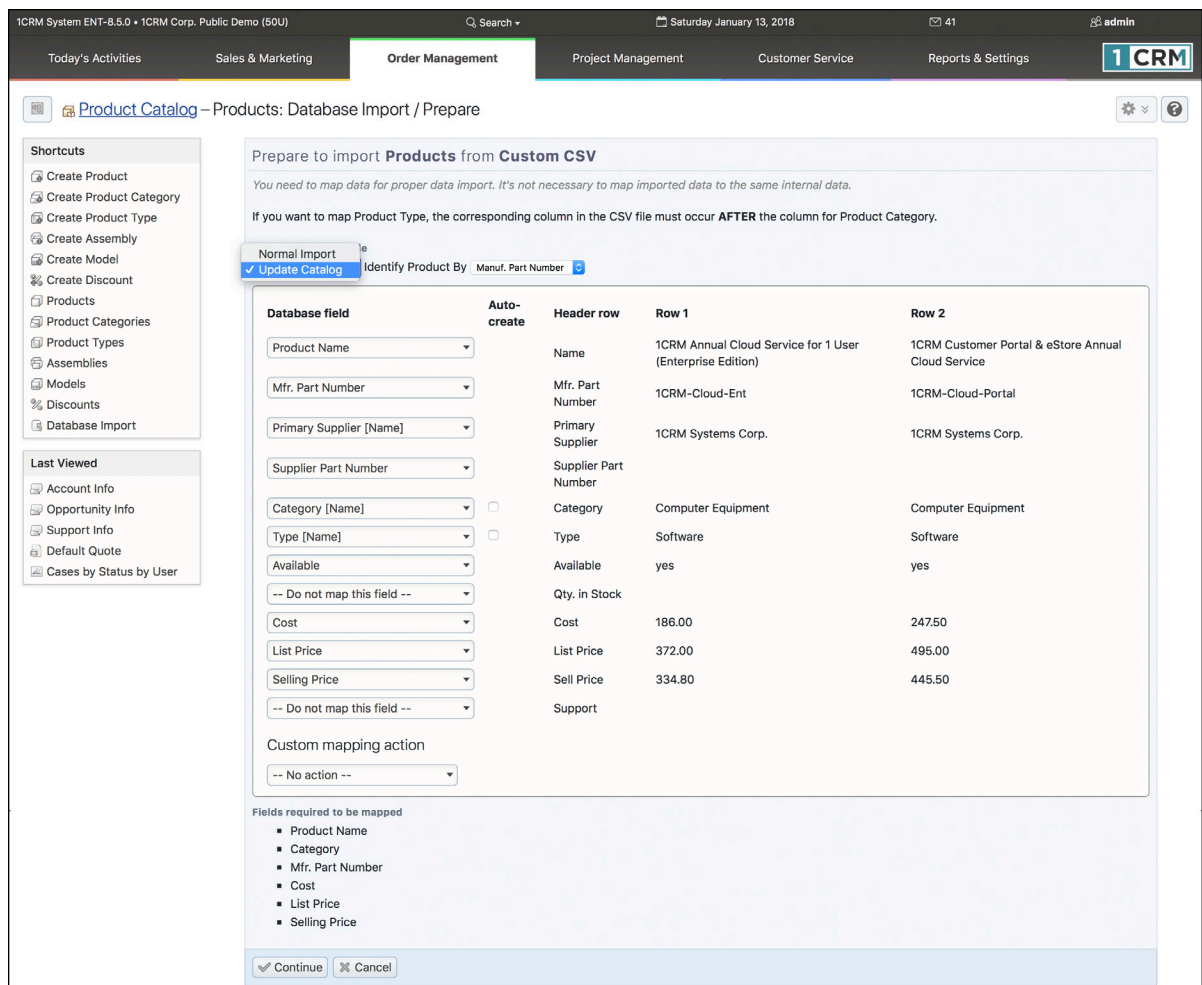 1CRM System ENT-8.5.0 • 1CRM Corp. Public Demo (50U) Search Saturday January 13, 2018 41 admin
Today's Activities Sales & Marketing Order Management Project Management Customer Service Reports & Settings 1 CRM
Product Catalog – Products: Database Import / Prepare
Shortcuts
Create Product
Create Product Category
Create Product Type
Create Assembly
Create Model
Create Discount
Products
Product Categories
Product Types
Assemblies
Models
Discounts
Database Import
Last Viewed
Account Info
Opportunity Info
Support Info
Default Quote
Cases by Status by User
Prepare to import Products from Custom CSV
You need to map data for proper data import. It's not necessary to map imported data to the same internal data.
If you want to map Product Type, the corresponding column in the CSV file must occur AFTER the column for Product Category.
Normal Import
✓ Update Catalog Identify Product By Manuf. Part Number
Database field Auto-create Header row Row 1 Row 2
Product Name Name 1CRM Annual Cloud Service for 1 User (Enterprise Edition) 1CRM Customer Portal & eStore Annual Cloud Service
Mfr. Part Number Mfr. Part Number 1CRM-Cloud-Ent 1CRM-Cloud-Portal
Primary Supplier [Name] Primary Supplier 1CRM Systems Corp. 1CRM Systems Corp.
Supplier Part Number Supplier Part Number
Category [Name] Category Computer Equipment Computer Equipment
Type [Name] Type Software Software
Available Available yes yes
-- Do not map this field -- Qty. in Stock
Cost Cost 186.00 247.50
List Price List Price 372.00 495.00
Selling Price Sell Price 334.80 445.50
-- Do not map this field -- Support
Custom mapping action
-- No action --
Fields required to be mapped
▪ Product Name
▪ Category
▪ Mfr. Part Number
▪ Cost
▪ List Price
▪ Selling Price
Continue Cancel